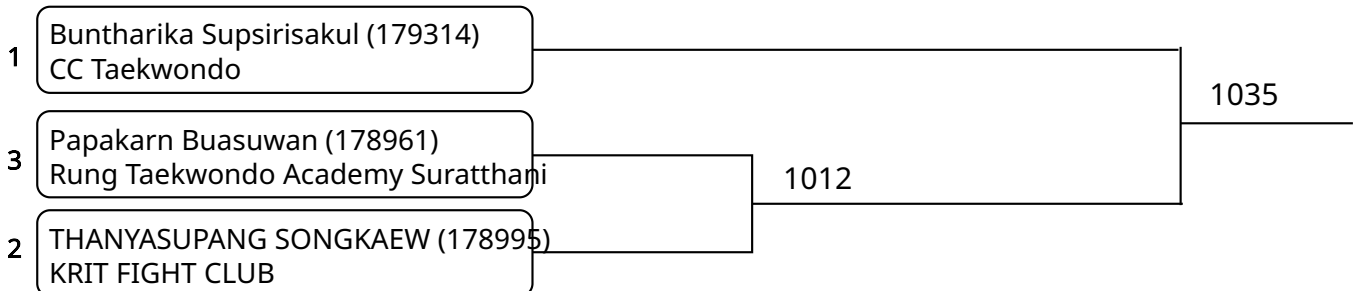 1
Buntharika Supsirisakul (179314)
CC Taekwondo
1035
3
Papakarn Buasuwan (178961)
Rung Taekwondo Academy Suratthani
1012
2
THANYASUPANG SONGKAEW (178995)
KRIT FIGHT CLUB